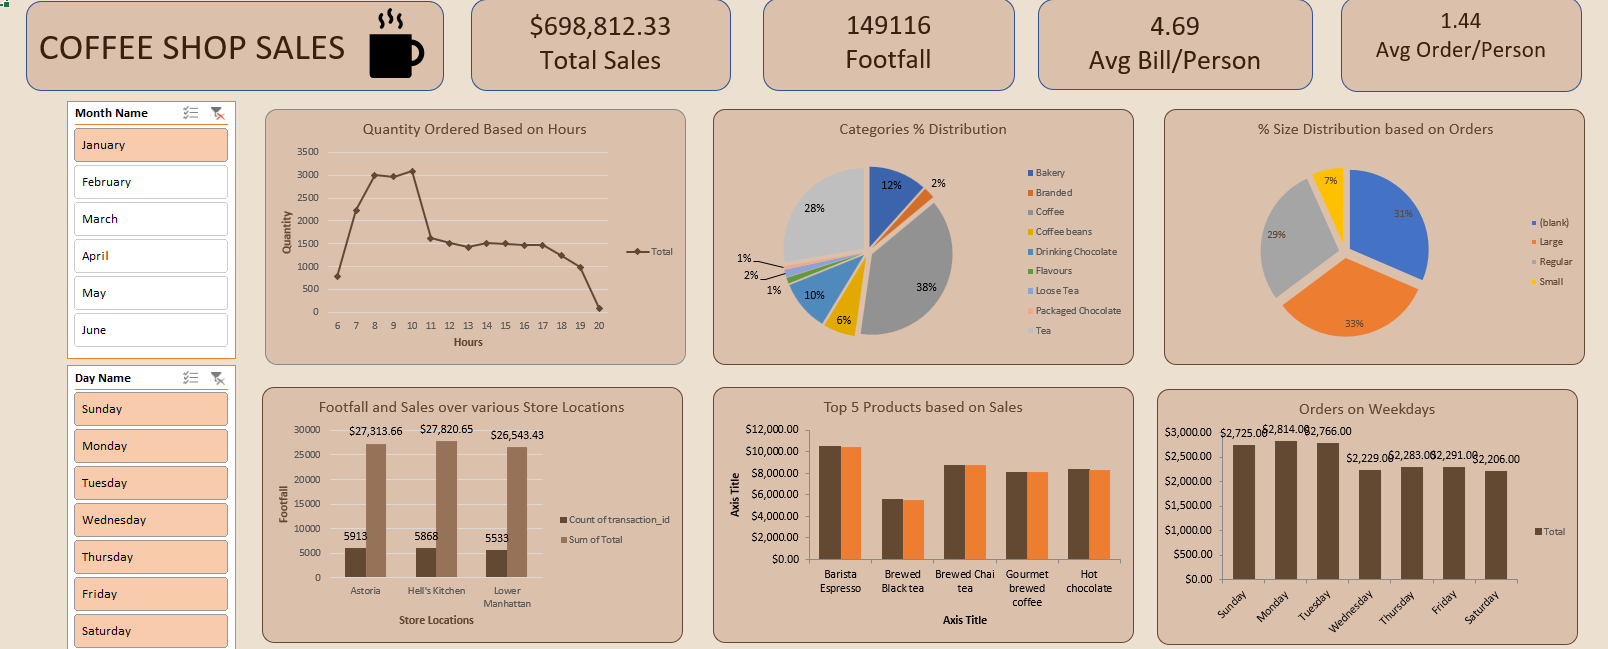 COFFEE SHOP SALES
$698,812.33
Total Sales
149116
Footfall
4.69
Avg Bill/Person
1.44
Avg Order/Person
Month Name
January
February
March
April
May
June
Day Name
Sunday
Monday
Tuesday
Wednesday
Thursday
Friday
Saturday
Quantity Ordered Based on Hours
3500
3000
2500
2000
1500
1000
500
0
Quantity
6 7 8 9 10 11 12 13 14 15 16 17 18 19 20
Hours
Total
Categories % Distribution
12%
2%
38%
6%
10%
1%
2%
1%
28%
Bakery
Branded
Coffee
Coffee beans
Drinking Chocolate
Flavours
Loose Tea
Packaged Chocolate
Tea
% Size Distribution based on Orders
31%
33%
29%
7%
(blank)
Large
Regular
Small
Footfall and Sales over various Store Locations
30000
25000
20000
15000
10000
5000
0
Footfall
$27,313.66
$27,820.65
$26,543.43
5913
5868
5533
Astoria
Hell's Kitchen
Lower
Manhattan
Store Locations
Count of transaction_id
Sum of Total
Top 5 Products based on Sales
$12,000.00
$10,000.00
$8,000.00
$6,000.00
$4,000.00
$2,000.00
$0.00
Axis Title
Barista
Espresso
Brewed
Black tea
Brewed Chai
tea
Gourmet
brewed
coffee
Hot
chocolate
Axis Title
Orders on Weekdays
$3,000.00
$2,500.00
$2,000.00
$1,500.00
$1,000.00
$500.00
$0.00
$2,725.00
$2,814.00
$2,766.00
$2,229.00
$2,283.00
$2,291.00
$2,206.00
Sunday
Monday
Tuesday
Wednesday
Thursday
Friday
Saturday
Total